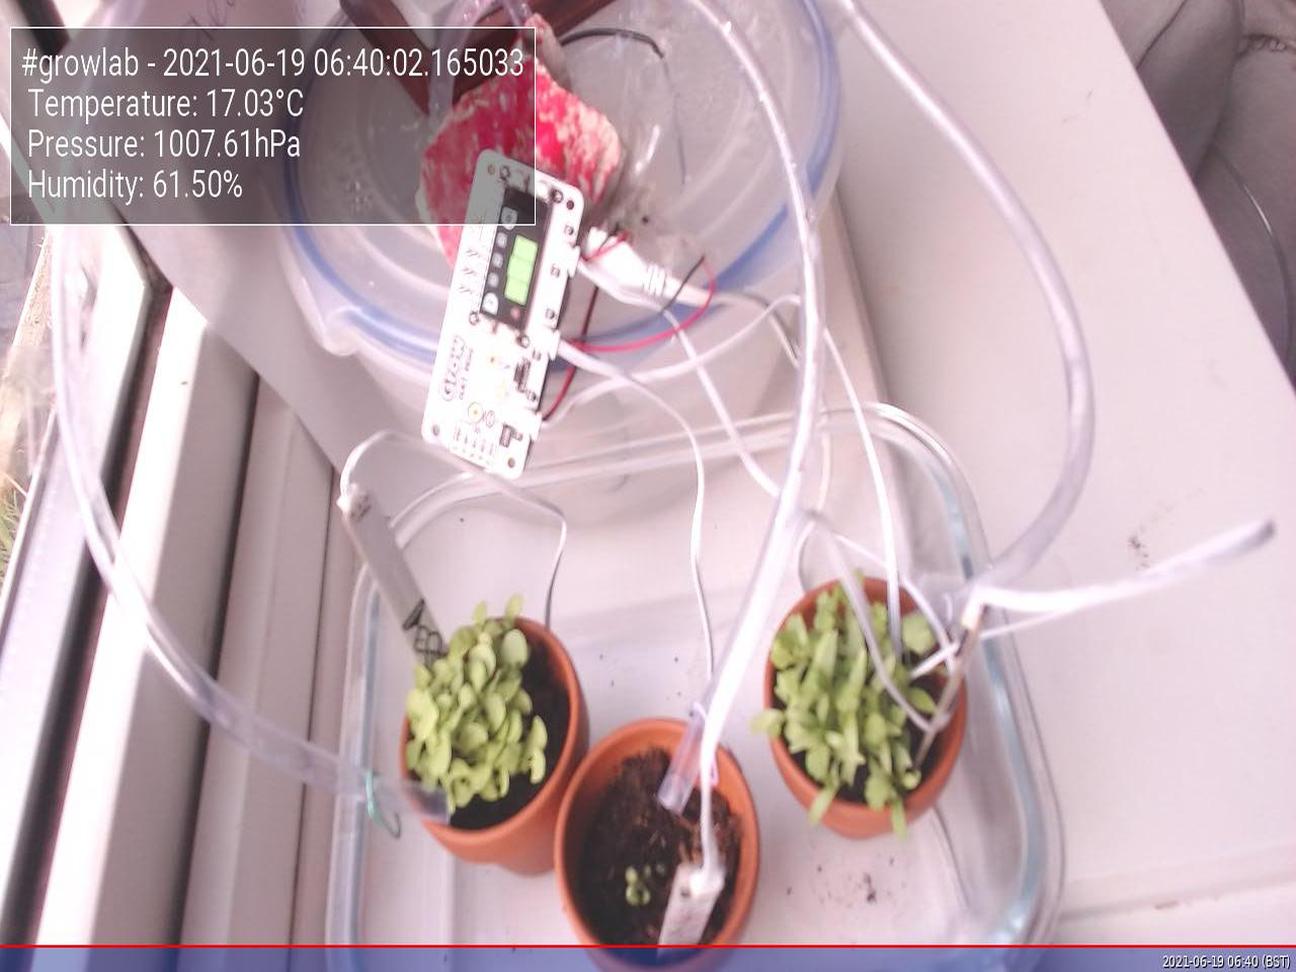 #growlab - 2021-06-19 06:40:02.165033
Temperature: 17.03°C
Pressure: 1007.61hPa
Humidity: 61.50%
2021-06-19 06:40 (BST)